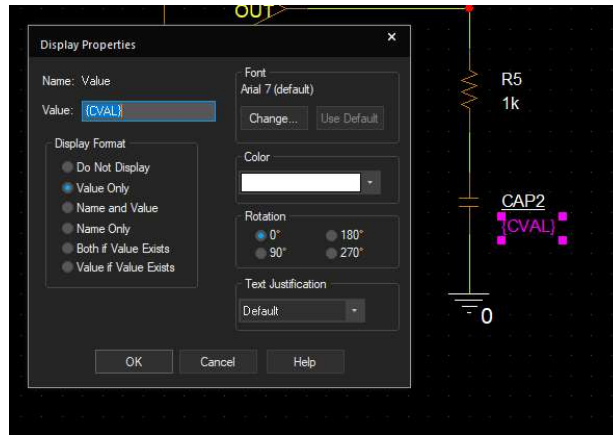 OUT
Display Properties
Name: Value
Value: {CVAL}
Display Format
Do Not Display
Value Only
Name and Value
Name Only
Both if Value Exists
Value if Value Exists
Font
Arial 7 (default)
Change... Use Default
Color
Rotation
0° 180°
90° 270°
Text Justification
Default
OK Cancel Help
R5
1k
CAP2
{CVAL}
0